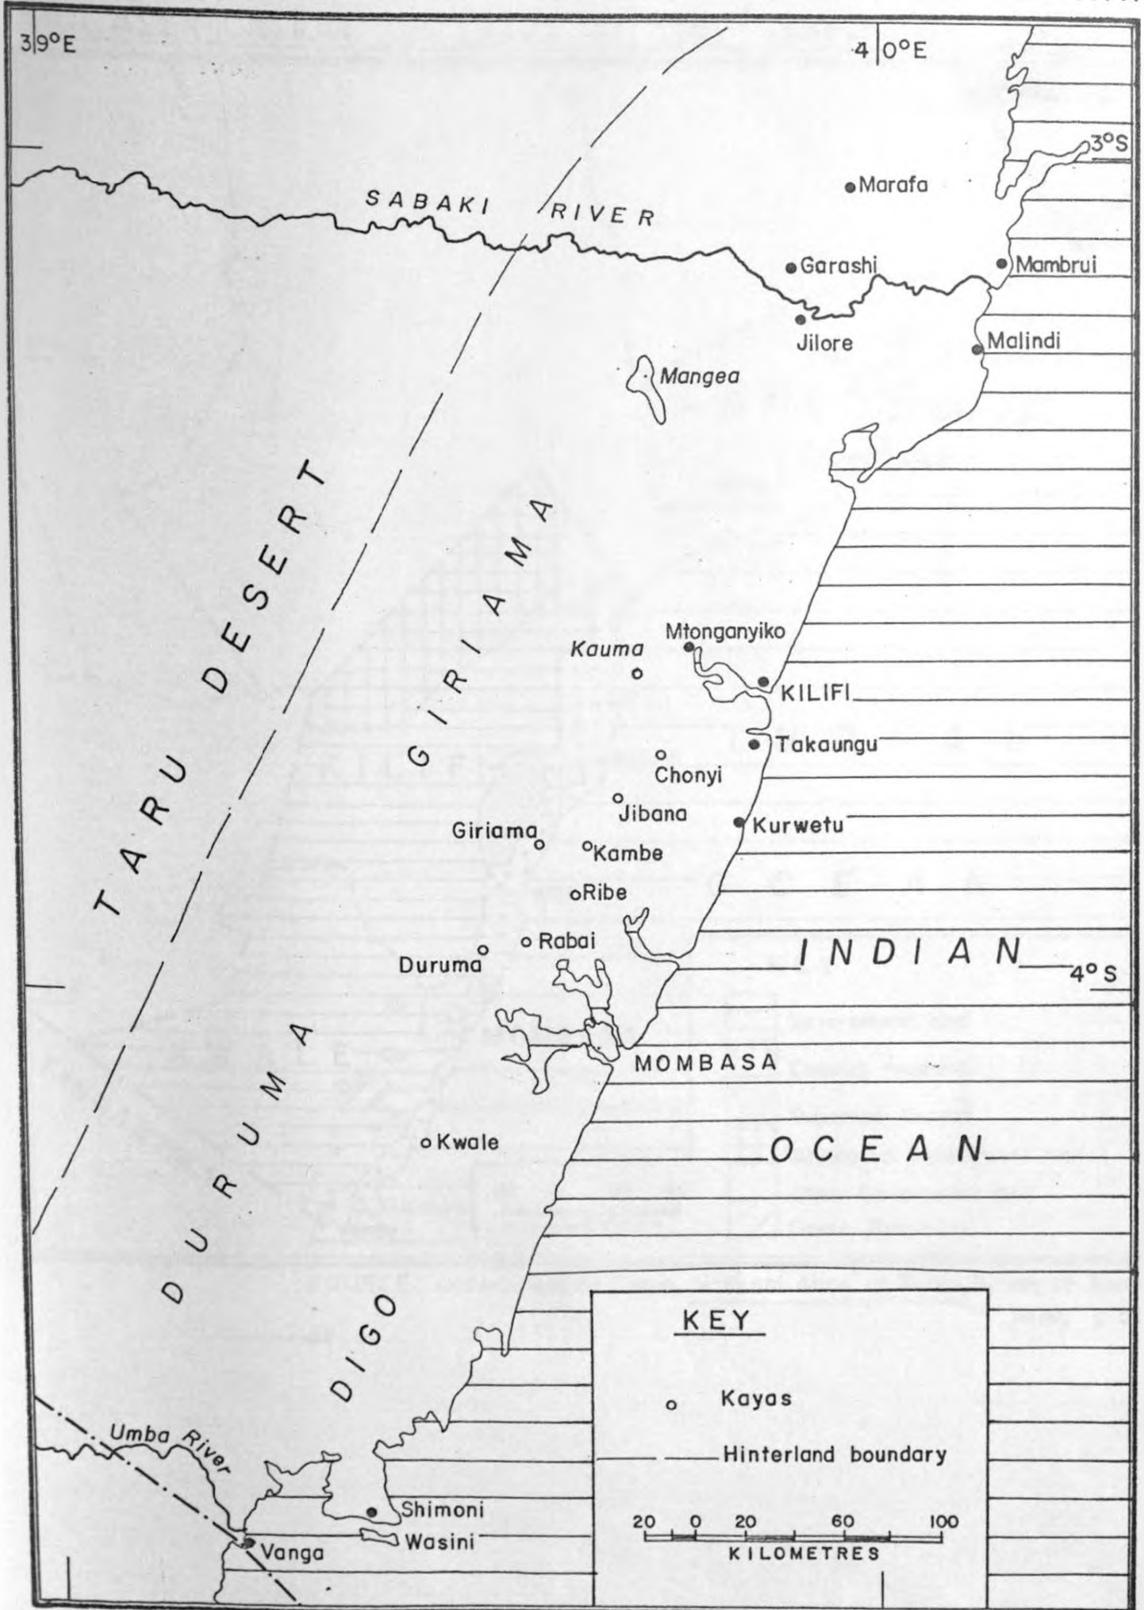 39°E
40°E
3°S
Marafa
SABAKI RIVER
Garashi
Mambrui
Jilore
Malindi
Mangea
TARU DESERT
GIRIAMA
Mtonganyiko
Kauma
KILIFI
Takaungu
Chonyi
Jibana
Kurwetu
Giriama
Kambe
Ribe
Rabai
Duruma
INDIAN
4°S
DURUMA
MOMBASA
Kwale
OCEAN
DIGO
KEY
Kayas
Umba River
Hinterland boundary
Shimoni
20 0 20 60 100
KILOMETRES
Wasini
Vanga